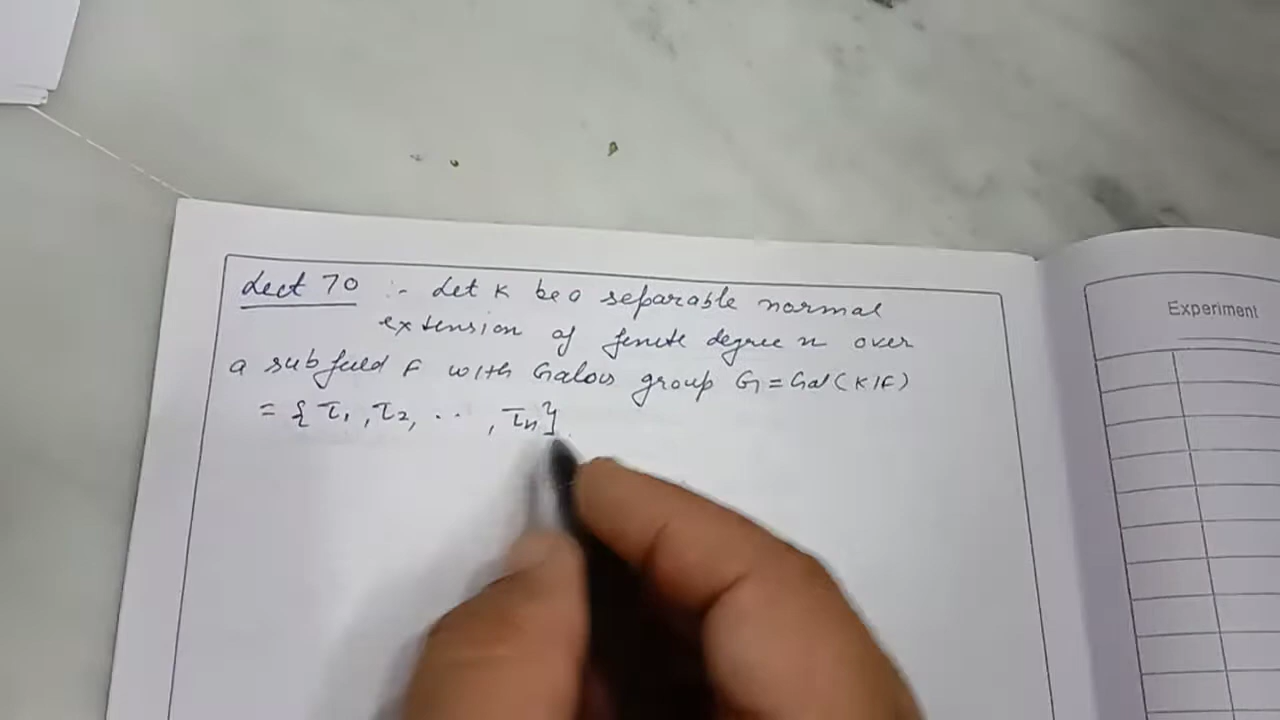 Lect 70 :- Let K be a separable normal
extension of finite degree n over
a subfield F with Galois group G = Gal(K/F)
= { τ₁, τ₂, .. , τₙ }
Experiment